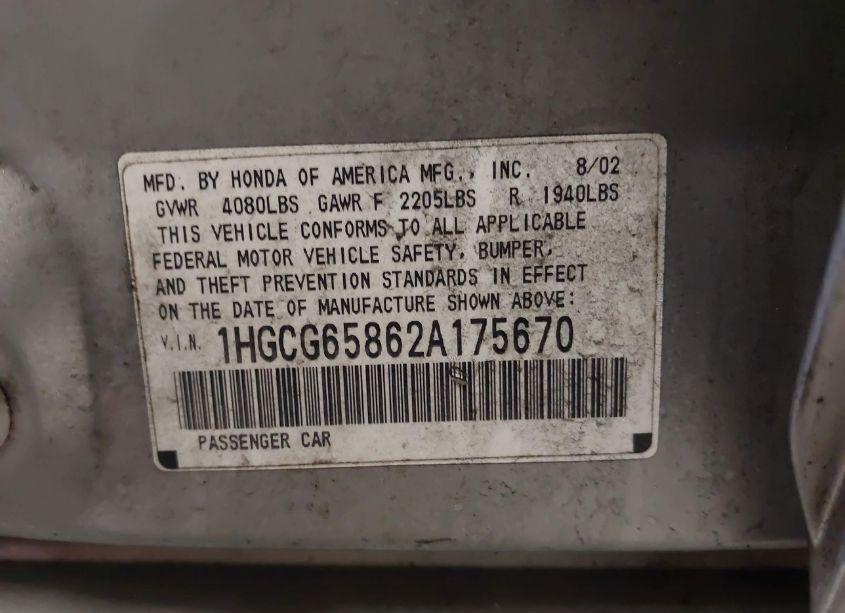 MFD. BY HONDA OF AMERICA MFG., INC. 8/02
GVWR 4080LBS GAWR F 2205LBS R 1940LBS
THIS VEHICLE CONFORMS TO ALL APPLICABLE
FEDERAL MOTOR VEHICLE SAFETY, BUMPER,
AND THEFT PREVENTION STANDARDS IN EFFECT
ON THE DATE OF MANUFACTURE SHOWN ABOVE:
V.I.N. 1HGCG65862A175670
PASSENGER CAR